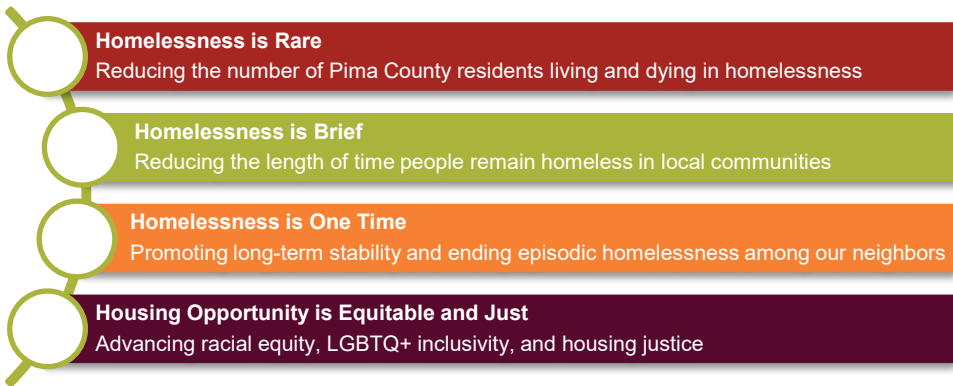 Homelessness is Rare
Reducing the number of Pima County residents living and dying in homelessness
Homelessness is Brief
Reducing the length of time people remain homeless in local communities
Homelessness is One Time
Promoting long-term stability and ending episodic homelessness among our neighbors
Housing Opportunity is Equitable and Just
Advancing racial equity, LGBTQ+ inclusivity, and housing justice